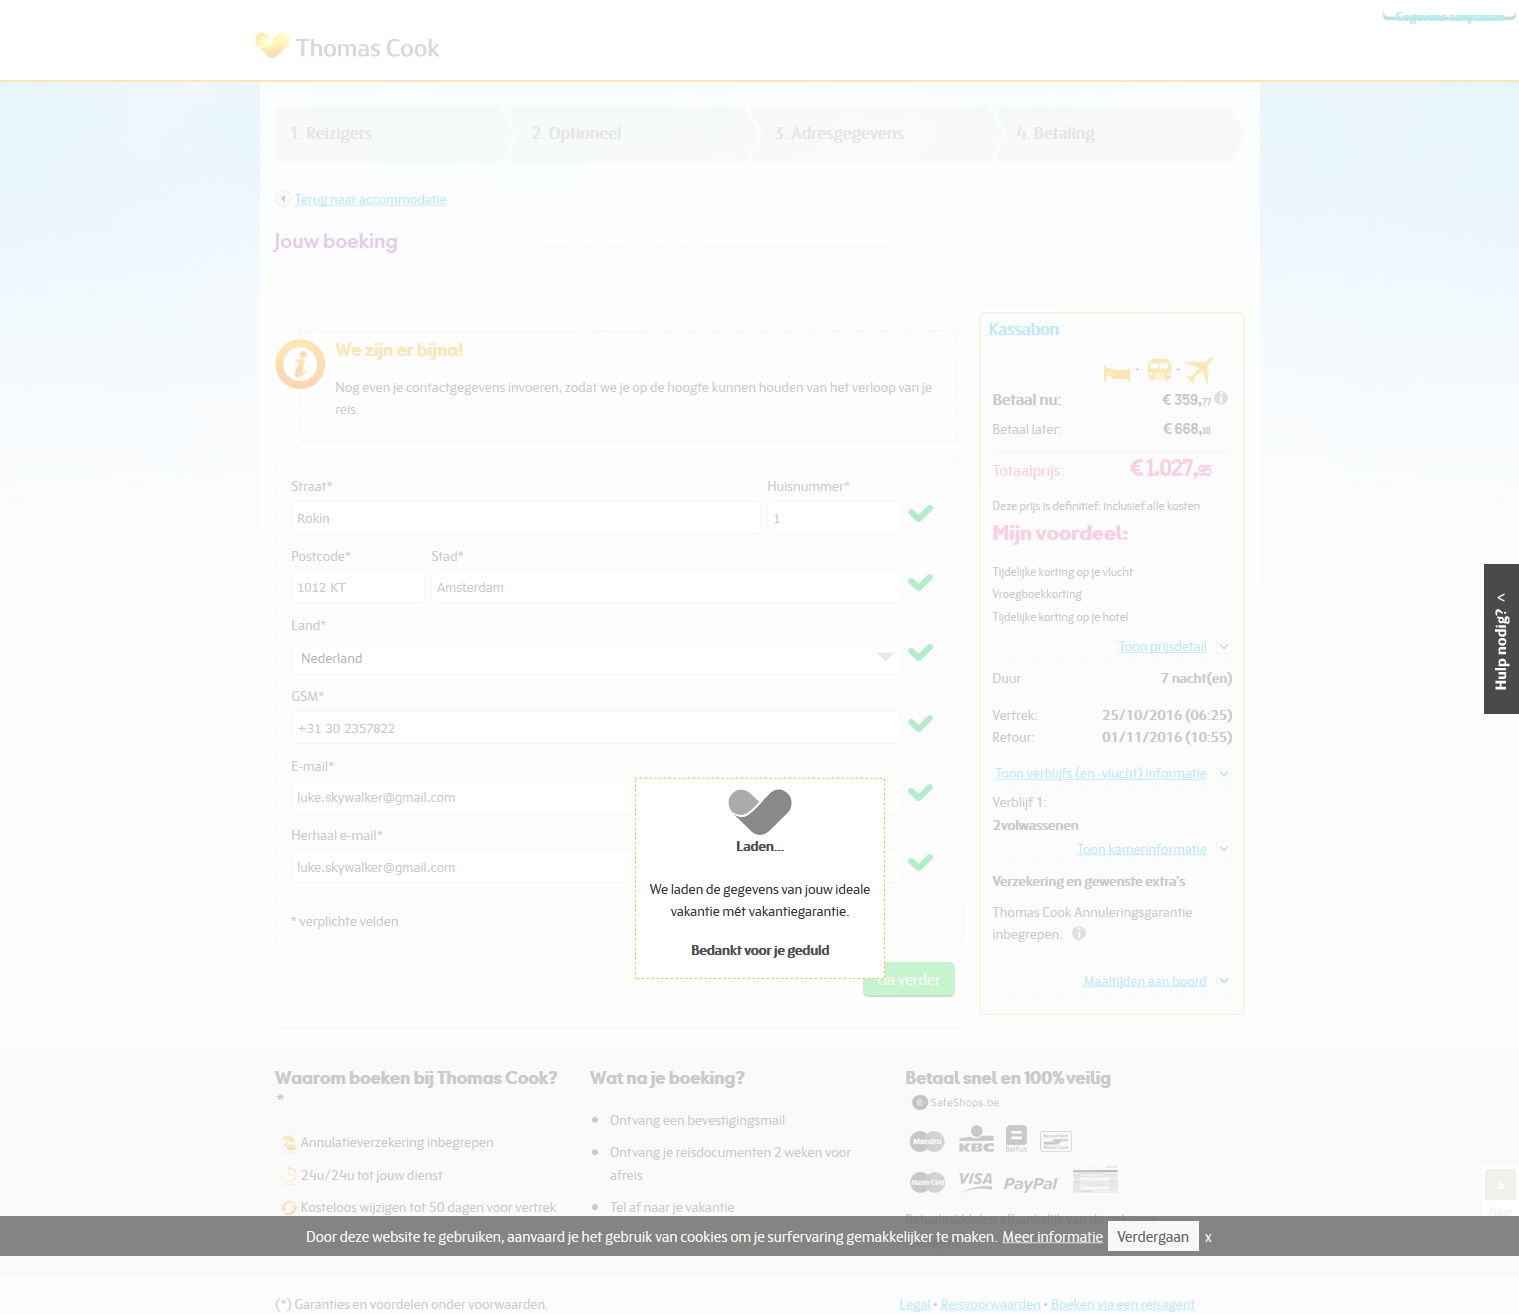 Gegevens aanpassen
Thomas Cook
1. Reizigers
2. Optioneel
3. Adresgegevens
4. Betaling
Terug naar accommodatie
Jouw boeking
We zijn er bijna!
Nog even je contactgegevens invoeren, zodat we je op de hoogte kunnen houden van het verloop van je
reis.
Straat* Huisnummer*
Rokin 1
Postcode* Stad*
1012 KT Amsterdam
Land*
Nederland
GSM*
+31 30 2357822
E-mail*
luke.skywalker@gmail.com
Herhaal e-mail*
luke.skywalker@gmail.com
* verplichte velden
Laden...
We laden de gegevens van jouw ideale
vakantie mét vakantiegarantie.
Bedankt voor je geduld
Ga verder
Kassabon
Betaal nu: € 359,77
Betaal later: € 668,18
Totaalprijs: € 1.027,95
Deze prijs is definitief: inclusief alle kosten
Mijn voordeel:
Tijdelijke korting op je vlucht
Vroegboekkorting
Tijdelijke korting op je hotel
Toon prijsdetail
Duur 7 nacht(en)
Vertrek: 25/10/2016 (06:25)
Retour: 01/11/2016 (10:55)
Toon verblijfs (en -vlucht) informatie
Verblijf 1:
2volwassenen
Toon kamerinformatie
Verzekering en gewenste extra's
Thomas Cook Annuleringsgarantie
inbegrepen.
Maaltijden aan boord
Hulp nodig? <
Waarom boeken bij Thomas Cook?
*
Annulatieverzekering inbegrepen
24u/24u tot jouw dienst
Kosteloos wijzigen tot 50 dagen voor vertrek
Wat na je boeking?
Ontvang een bevestigingsmail
Ontvang je reisdocumenten 2 weken voor
afreis
Tel af naar je vakantie
Betaal snel en 100% veilig
SafeShops.be
Maestro KBC Belfius
MasterCard VISA PayPal
Betaalmiddelen afhankelijk van de
Naar
Door deze website te gebruiken, aanvaard je het gebruik van cookies om je surfervaring gemakkelijker te maken. Meer informatie Verdergaan x
(*) Garanties en voordelen onder voorwaarden.
Legal • Reisvoorwaarden • Boeken via een reisagent